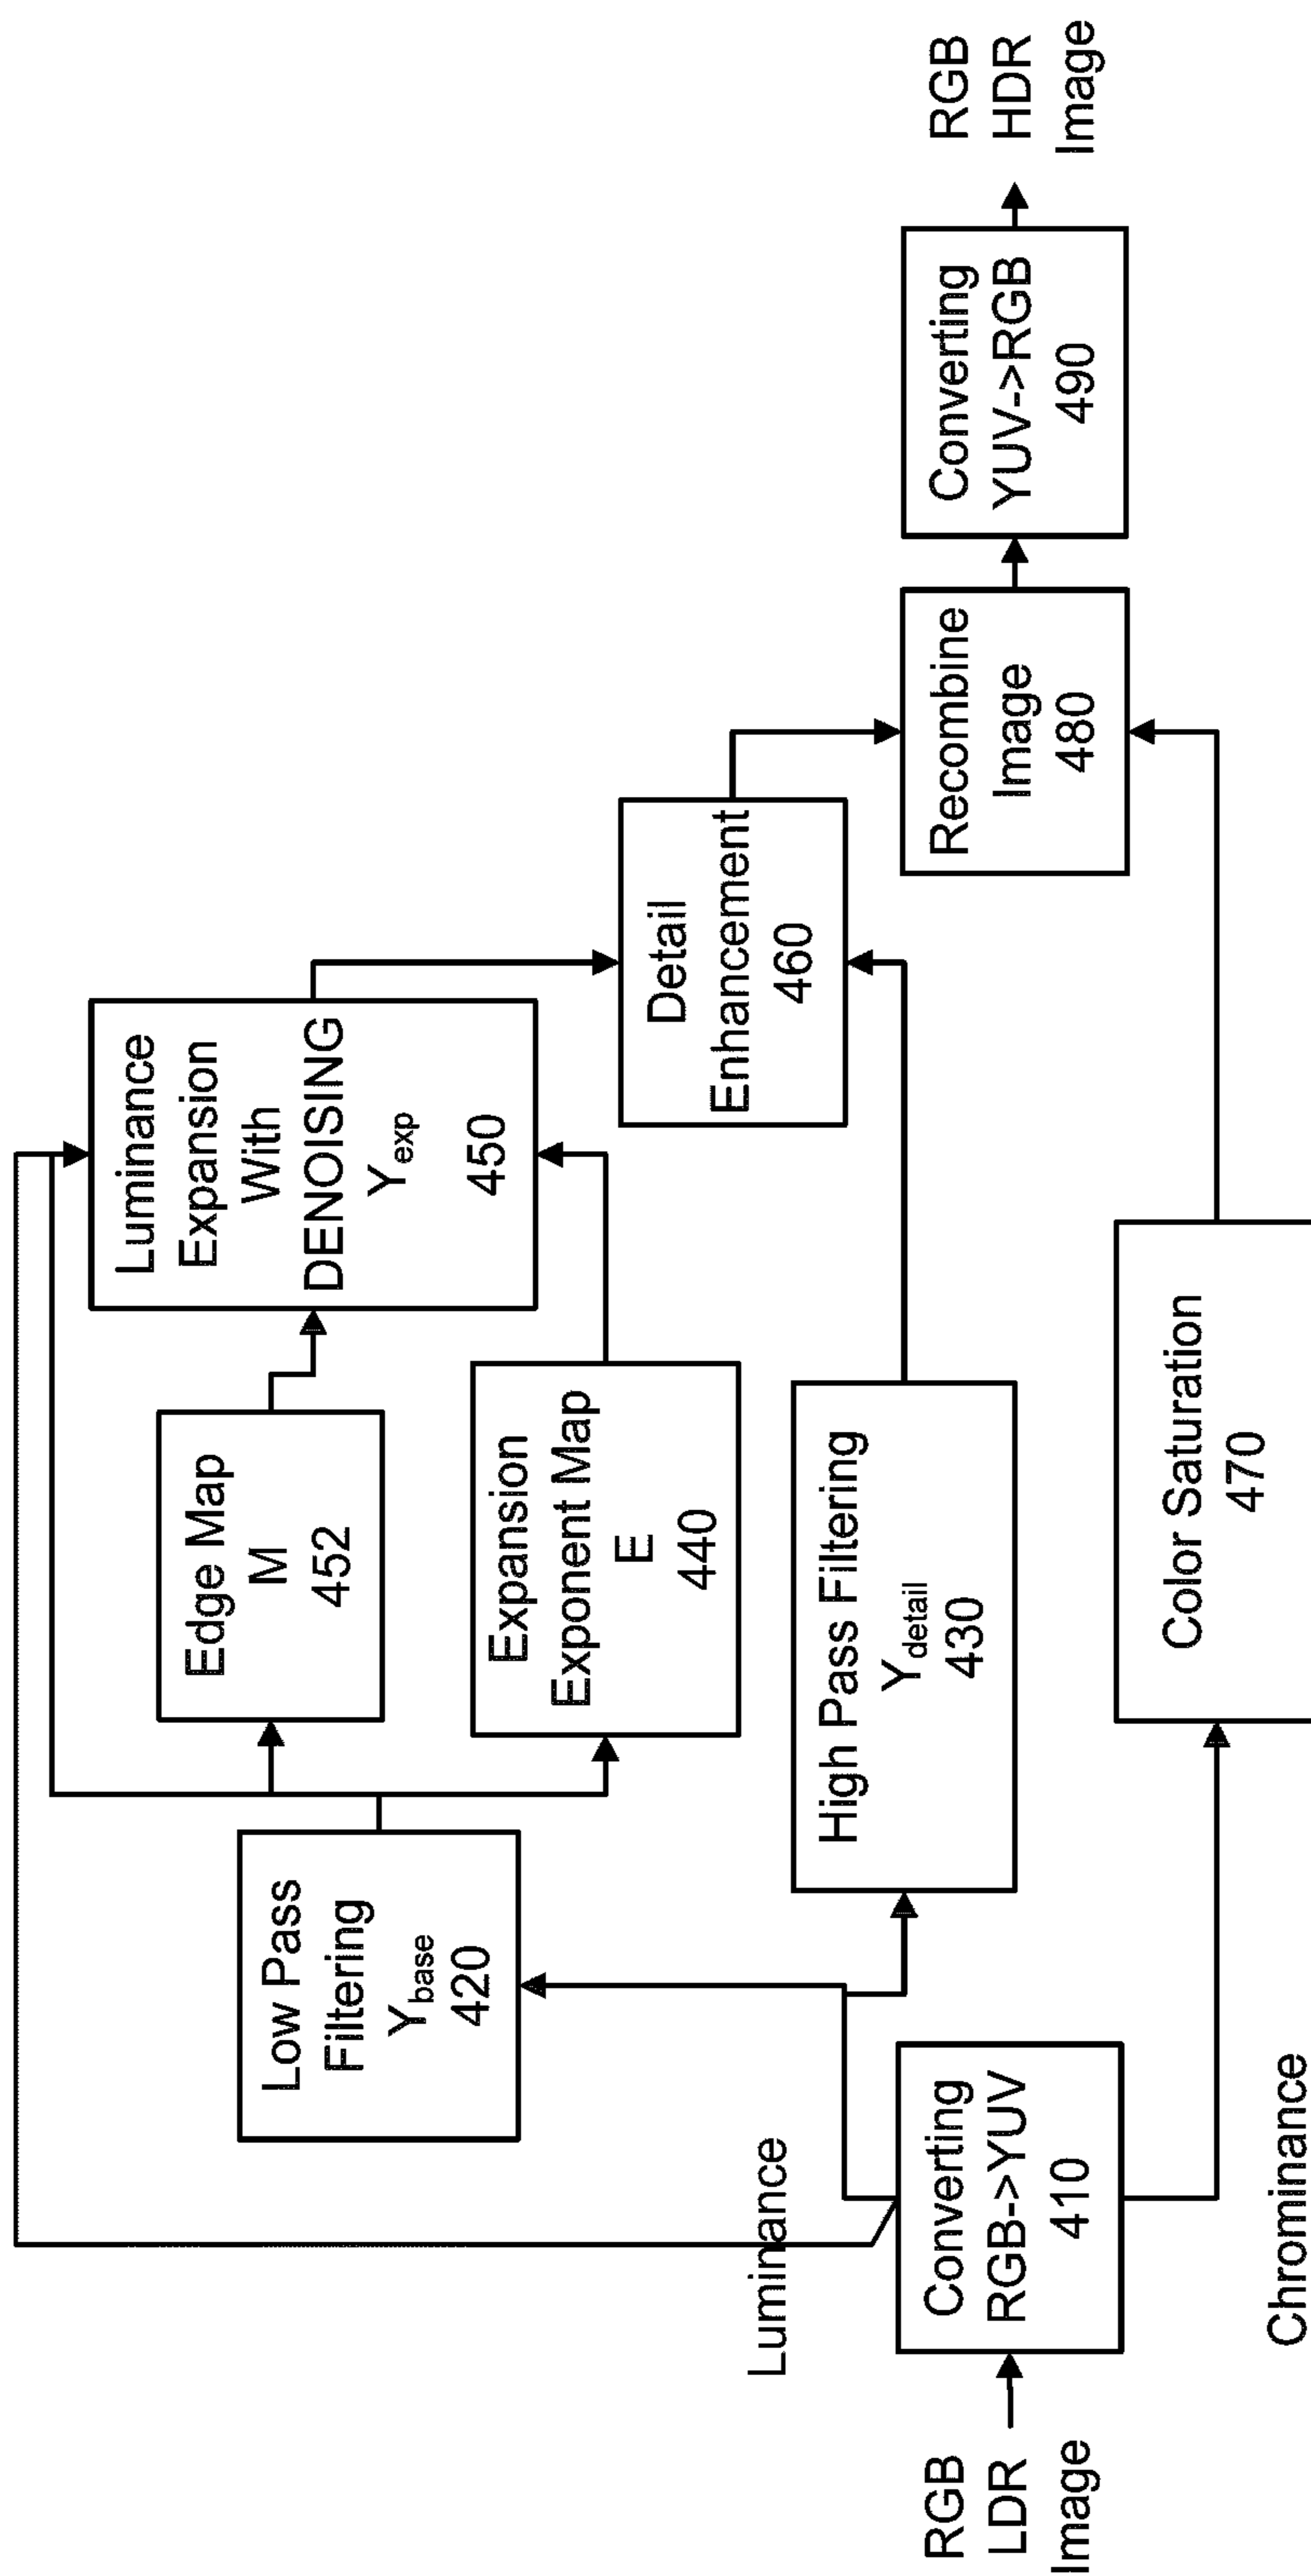 RGB
LDR
Image
Converting
RGB->YUV
410
Luminance
Chrominance
Low Pass
Filtering
Ybase
420
Edge Map
M
452
Expansion
Exponent Map
E
440
High Pass Filtering
Ydetail
430
Color Saturation
470
Luminance
Expansion
With
DENOISING
Yexp
450
Detail
Enhancement
460
Recombine
Image
480
Converting
YUV->RGB
490
RGB
HDR
Image